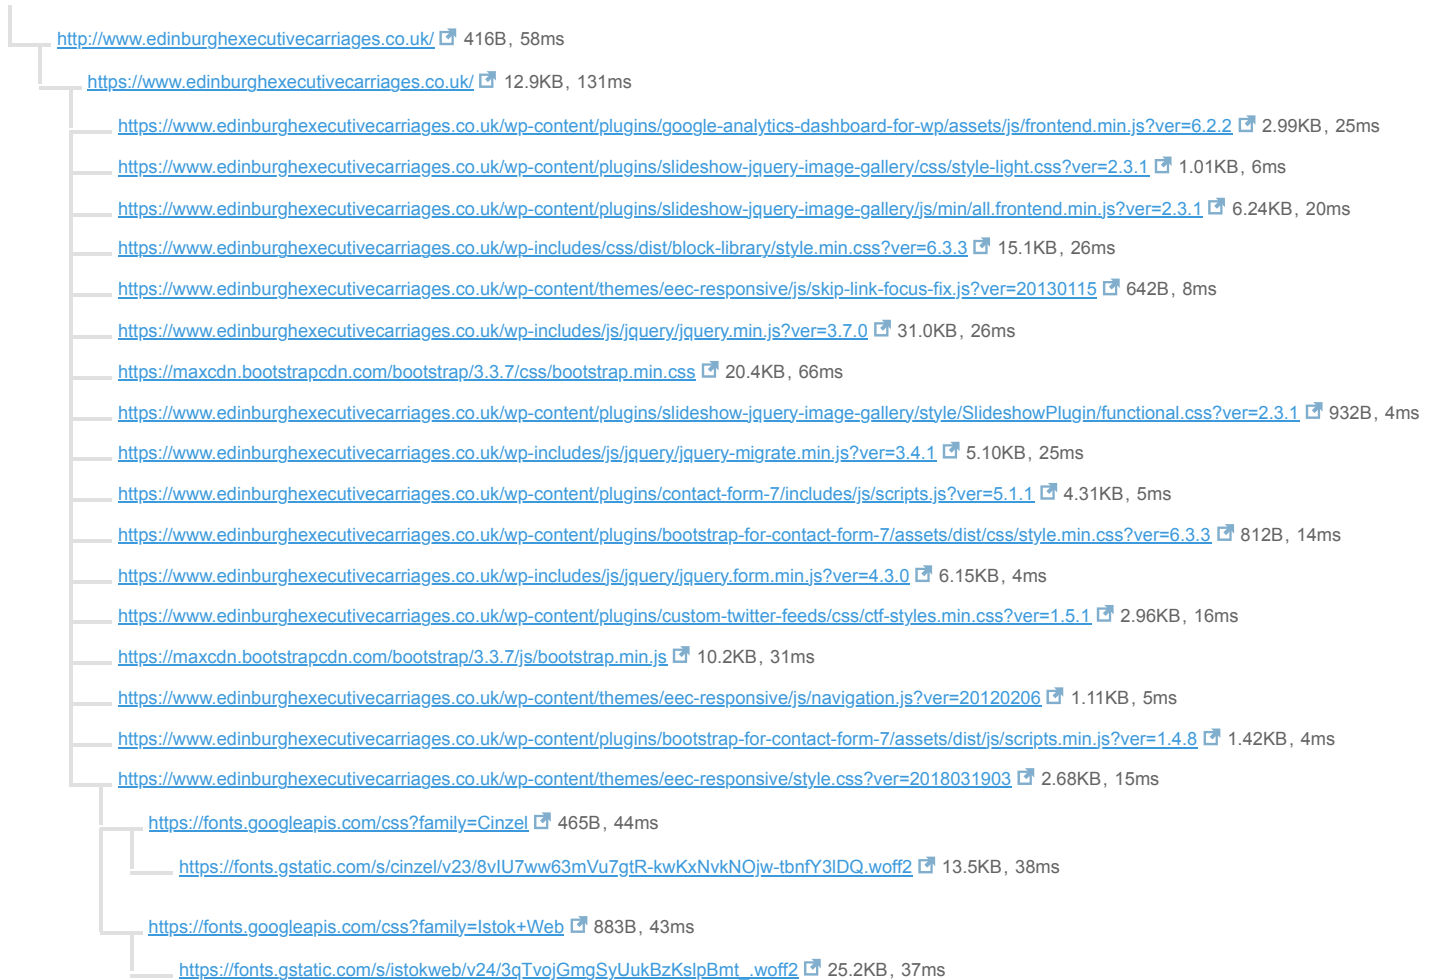 http://www.edinburghexecutivecarriages.co.uk/ 416B, 58ms
https://www.edinburghexecutivecarriages.co.uk/ 12.9KB, 131ms
https://www.edinburghexecutivecarriages.co.uk/wp-content/plugins/google-analytics-dashboard-for-wp/assets/js/frontend.min.js?ver=6.2.2 2.99KB, 25ms
https://www.edinburghexecutivecarriages.co.uk/wp-content/plugins/slideshow-jquery-image-gallery/css/style-light.css?ver=2.3.1 1.01KB, 6ms
https://www.edinburghexecutivecarriages.co.uk/wp-content/plugins/slideshow-jquery-image-gallery/js/min/all.frontend.min.js?ver=2.3.1 6.24KB, 20ms
https://www.edinburghexecutivecarriages.co.uk/wp-includes/css/dist/block-library/style.min.css?ver=6.3.3 15.1KB, 26ms
https://www.edinburghexecutivecarriages.co.uk/wp-content/themes/eec-responsive/js/skip-link-focus-fix.js?ver=20130115 642B, 8ms
https://www.edinburghexecutivecarriages.co.uk/wp-includes/js/jquery/jquery.min.js?ver=3.7.0 31.0KB, 26ms
https://maxcdn.bootstrapcdn.com/bootstrap/3.3.7/css/bootstrap.min.css 20.4KB, 66ms
https://www.edinburghexecutivecarriages.co.uk/wp-content/plugins/slideshow-jquery-image-gallery/style/SlideshowPlugin/functional.css?ver=2.3.1 932B, 4ms
https://www.edinburghexecutivecarriages.co.uk/wp-includes/js/jquery/jquery-migrate.min.js?ver=3.4.1 5.10KB, 25ms
https://www.edinburghexecutivecarriages.co.uk/wp-content/plugins/contact-form-7/includes/js/scripts.js?ver=5.1.1 4.31KB, 5ms
https://www.edinburghexecutivecarriages.co.uk/wp-content/plugins/bootstrap-for-contact-form-7/assets/dist/css/style.min.css?ver=6.3.3 812B, 14ms
https://www.edinburghexecutivecarriages.co.uk/wp-includes/js/jquery/jquery.form.min.js?ver=4.3.0 6.15KB, 4ms
https://www.edinburghexecutivecarriages.co.uk/wp-content/plugins/custom-twitter-feeds/css/ctf-styles.min.css?ver=1.5.1 2.96KB, 16ms
https://maxcdn.bootstrapcdn.com/bootstrap/3.3.7/js/bootstrap.min.js 10.2KB, 31ms
https://www.edinburghexecutivecarriages.co.uk/wp-content/themes/eec-responsive/js/navigation.js?ver=20120206 1.11KB, 5ms
https://www.edinburghexecutivecarriages.co.uk/wp-content/plugins/bootstrap-for-contact-form-7/assets/dist/js/scripts.min.js?ver=1.4.8 1.42KB, 4ms
https://www.edinburghexecutivecarriages.co.uk/wp-content/themes/eec-responsive/style.css?ver=2018031903 2.68KB, 15ms
https://fonts.googleapis.com/css?family=Cinzel 465B, 44ms
https://fonts.gstatic.com/s/cinzel/v23/8vIU7ww63mVu7gtR-kwKxNvkNOjw-tbnfY3lDQ.woff2 13.5KB, 38ms
https://fonts.googleapis.com/css?family=Istok+Web 883B, 43ms
https://fonts.gstatic.com/s/istokweb/v24/3qTvojGmgSyUukBzKslpBmt_.woff2 25.2KB, 37ms